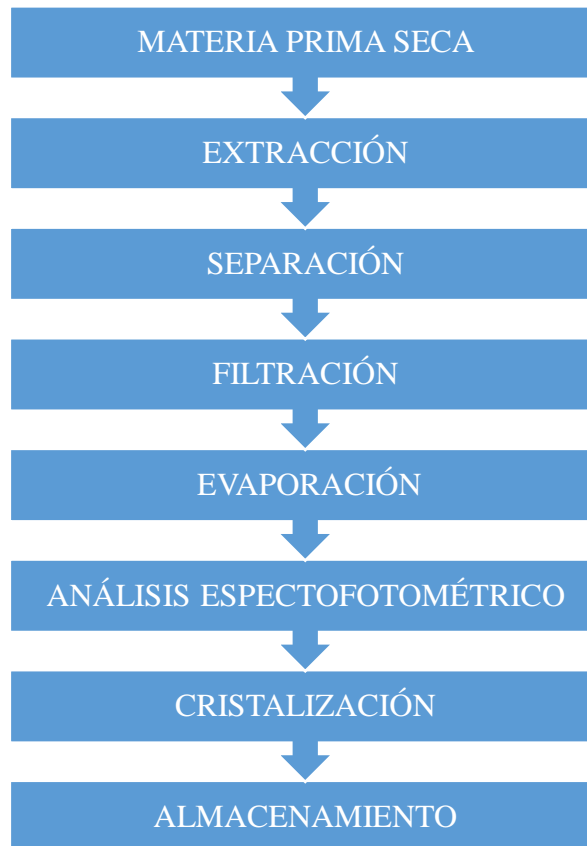 MATERIA PRIMA SECA
EXTRACCIÓN
SEPARACIÓN
FILTRACIÓN
EVAPORACIÓN
ANÁLISIS ESPECTOFOTOMÉTRICO
CRISTALIZACIÓN
ALMACENAMIENTO